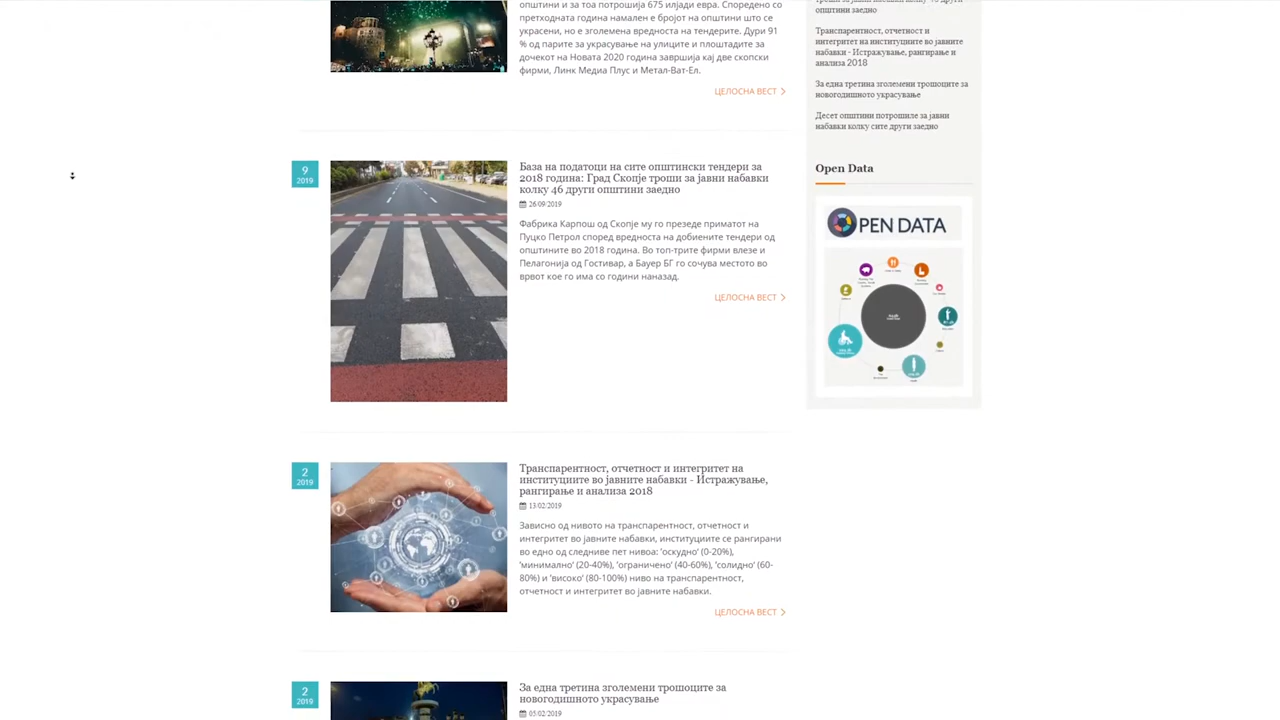 општини и за тоа потрошија 675 илјади евра. Споредено со
претходната година намален е бројот на општини што се
украсени, но е зголемена вредноста на тендерите. Дури 91
% од парите за украсување на улиците и плоштадите за
дочекот на Новата 2020 година завршија кај две скопски
фирми, Линк Медиа Плус и Метал-Ват-Ел.
ЦЕЛОСНА ВЕСТ
9
2019
База на податоци на сите општински тендери за
2018 година: Град Скопје троши за јавни набавки
колку 46 други општини заедно
26/09/2019
Фабрика Карпош од Скопје му го презеде приматот на
Пуцко Петрол според вредноста на добиените тендери од
општините во 2018 година. Во топ-трите фирми влезе и
Пелагонија од Гостивар, а Бауер БГ го сочува местото во
врвот кое го има со години наназад.
ЦЕЛОСНА ВЕСТ
2
2019
Транспарентност, отчетност и интегритет на
институциите во јавните набавки - Истражување,
рангирање и анализа 2018
13/02/2019
Зависно од нивото на транспарентност, отчетност и
интегритет во јавните набавки, институциите се рангирани
во едно од следниве пет нивоа: 'оскудно' (0-20%),
'минимално' (20-40%), 'ограничено' (40-60%), 'солидно' (60-
80%) и 'високо' (80-100%) ниво на транспарентност,
отчетност и интегритет во јавните набавки.
ЦЕЛОСНА ВЕСТ
2
2019
За една третина зголемени трошоците за
новогодишното украсување
05/02/2019
општини заедно
Транспарентност, отчетност и
интегритет на институциите во јавните
набавки - Истражување, рангирање и
анализа 2018
За една третина зголемени трошоците за
новогодишното украсување
Десет општини потрошиле за јавни
набавки колку сите други заедно
Open Data
OPEN DATA